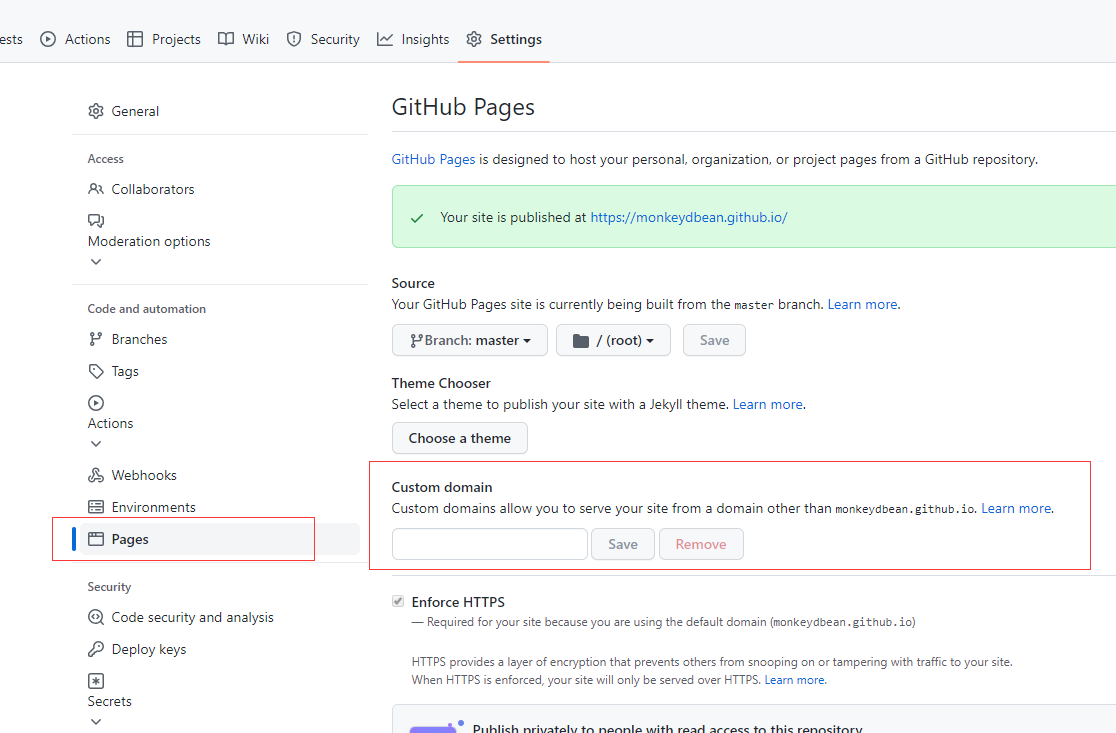 ests Actions Projects Wiki Security Insights Settings
General
Access
Collaborators
Moderation options
Code and automation
Branches
Tags
Actions
Webhooks
Environments
Pages
Security
Code security and analysis
Deploy keys
Secrets
GitHub Pages
GitHub Pages is designed to host your personal, organization, or project pages from a GitHub repository.
Your site is published at https://monkeydbean.github.io/
Source
Your GitHub Pages site is currently being built from the master branch. Learn more.
Branch: master / (root) Save
Theme Chooser
Select a theme to publish your site with a Jekyll theme. Learn more.
Choose a theme
Custom domain
Custom domains allow you to serve your site from a domain other than monkeydbean.github.io. Learn more.
Save Remove
Enforce HTTPS
— Required for your site because you are using the default domain (monkeydbean.github.io)
HTTPS provides a layer of encryption that prevents others from snooping on or tampering with traffic to your site.
When HTTPS is enforced, your site will only be served over HTTPS. Learn more.
Publish privately to people with read access to this repository